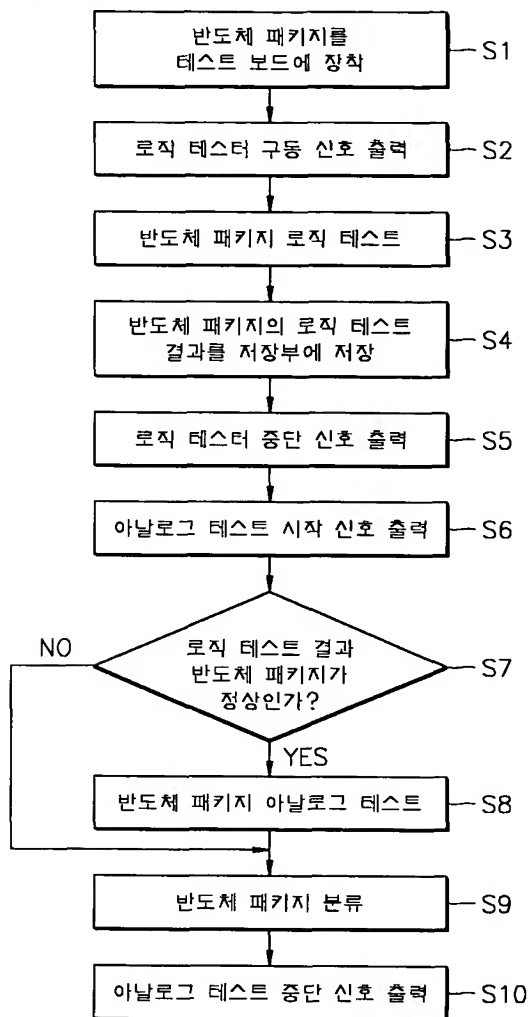 반도체 패키지를
테스트 보드에 장착
S1
로직 테스터 구동 신호 출력
S2
반도체 패키지 로직 테스트
S3
반도체 패키지의 로직 테스트
결과를 저장부에 저장
S4
로직 테스터 중단 신호 출력
S5
아날로그 테스트 시작 신호 출력
S6
NO
로직 테스트 결과
반도체 패키지가
정상인가?
S7
YES
반도체 패키지 아날로그 테스트
S8
반도체 패키지 분류
S9
아날로그 테스트 중단 신호 출력
S10